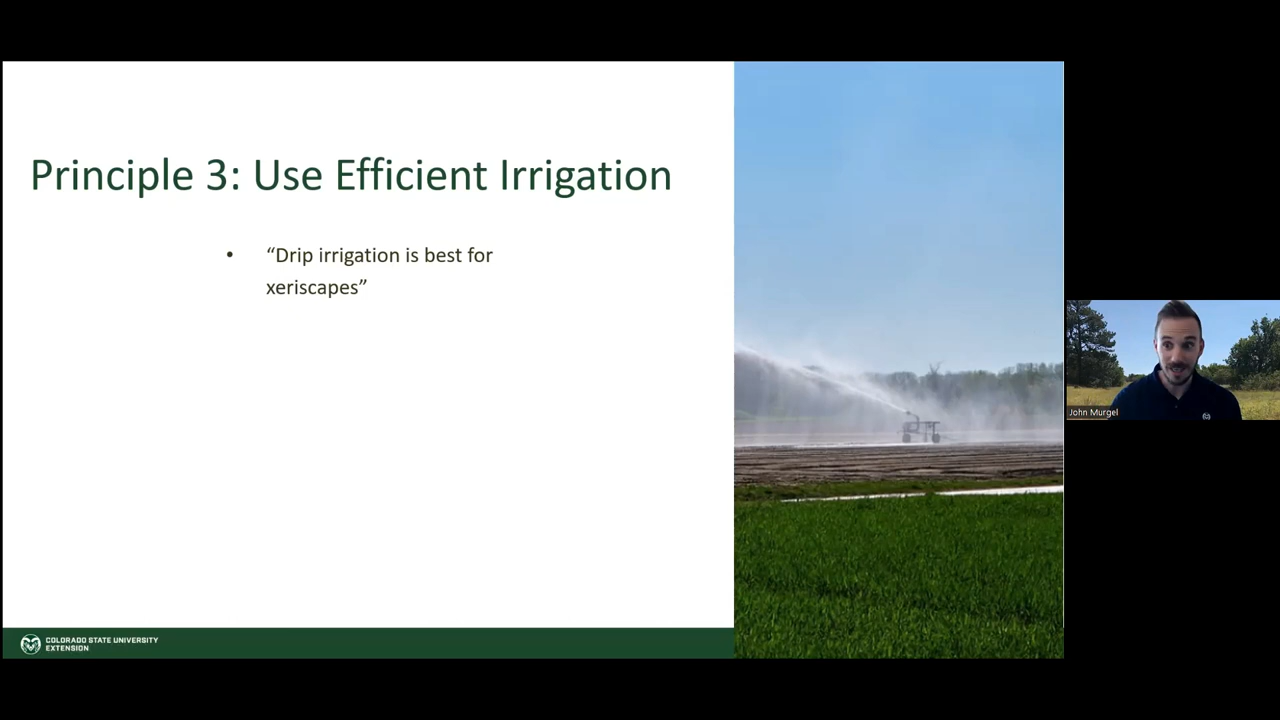 Principle 3: Use Efficient Irrigation
• “Drip irrigation is best for
xeriscapes”
John Murgel
COLORADO STATE UNIVERSITY
EXTENSION